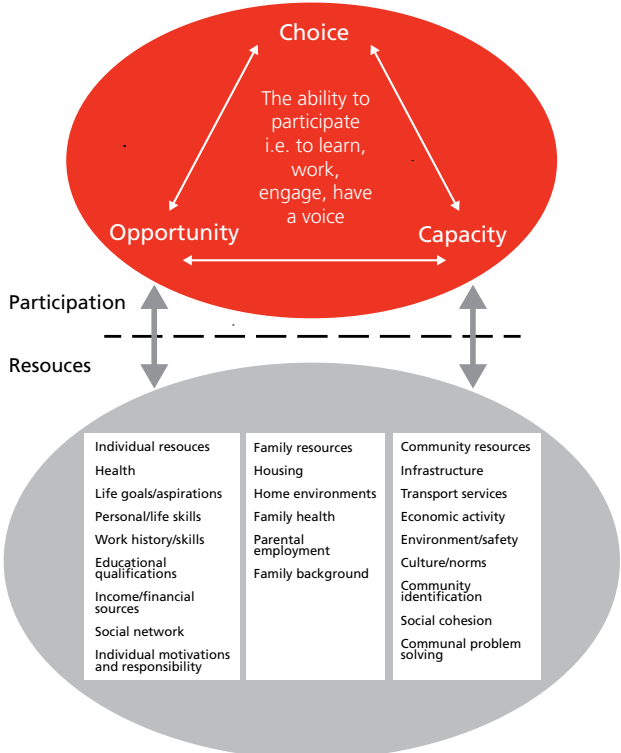 Choice
The ability to
participate
i.e. to learn,
work,
engage, have
a voice
Opportunity
Capacity
Participation
Resouces
Individual resouces
Health
Life goals/aspirations
Personal/life skills
Work history/skills
Educational
qualifications
Income/financial
sources
Social network
Individual motivations
and responsibility
Family resources
Housing
Home environments
Family health
Parental
employment
Family background
Community resources
Infrastructure
Transport services
Economic activity
Environment/safety
Culture/norms
Community
identification
Social cohesion
Communal problem
solving